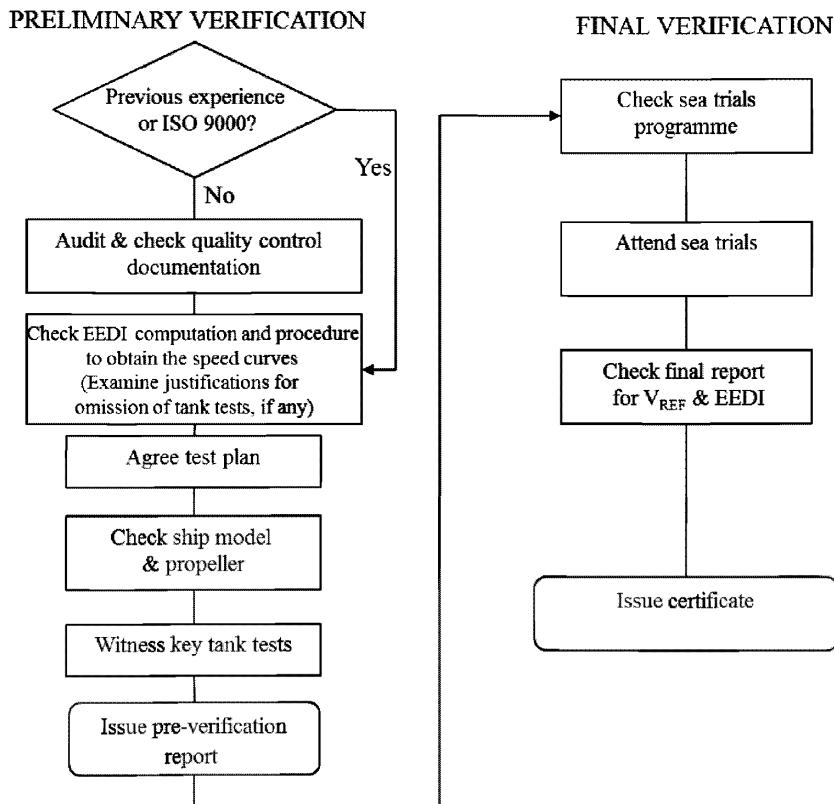 PRELIMINARY VERIFICATION
Previous experience
or ISO 9000?
Yes
No
Audit & check quality control
documentation
Check EEDI computation and procedure
to obtain the speed curves
(Examine justifications for
omission of tank tests, if any)
Agree test plan
Check ship model
& propeller
Witness key tank tests
Issue pre-verification
report
FINAL VERIFICATION
Check sea trials
programme
Attend sea trials
Check final report
for VREF & EEDI
Issue certificate